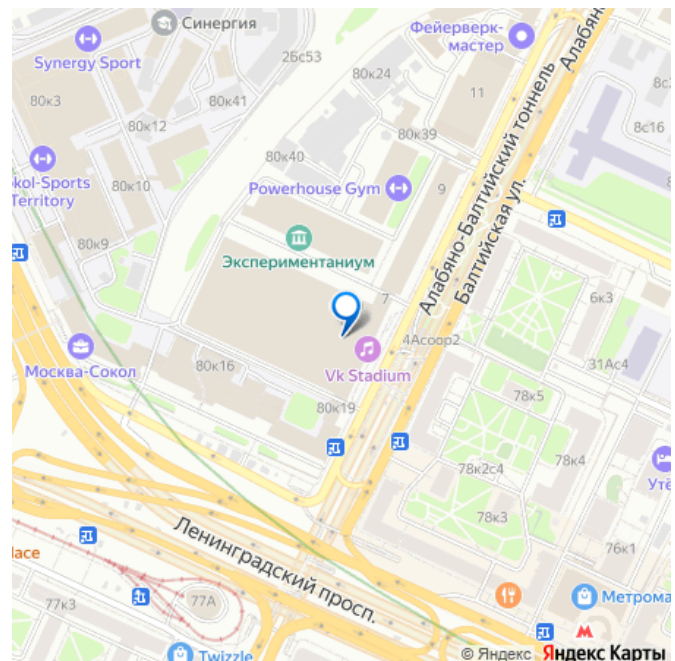 Синергия
Фейерверк-
мастер
Synergy Sport
2Бс53
80к24
11
80к3
80к41
80к12
80к39
8с16
80к40
Алабяно-Балтийский тоннель
Балтийская ул.
Powerhouse Gym
9
Territory
80к10
80к9
Экспериментаниум
7
6к3
4Асоор2
31Ас4
Vk Stadium
Москва-Сокол
80к16
80к19
78к5
78к2с4
78к4
78к3
76к1
Ленинградский просп.
77к3
77А
Twizzle
М
© Яндекс Яндекс Карты